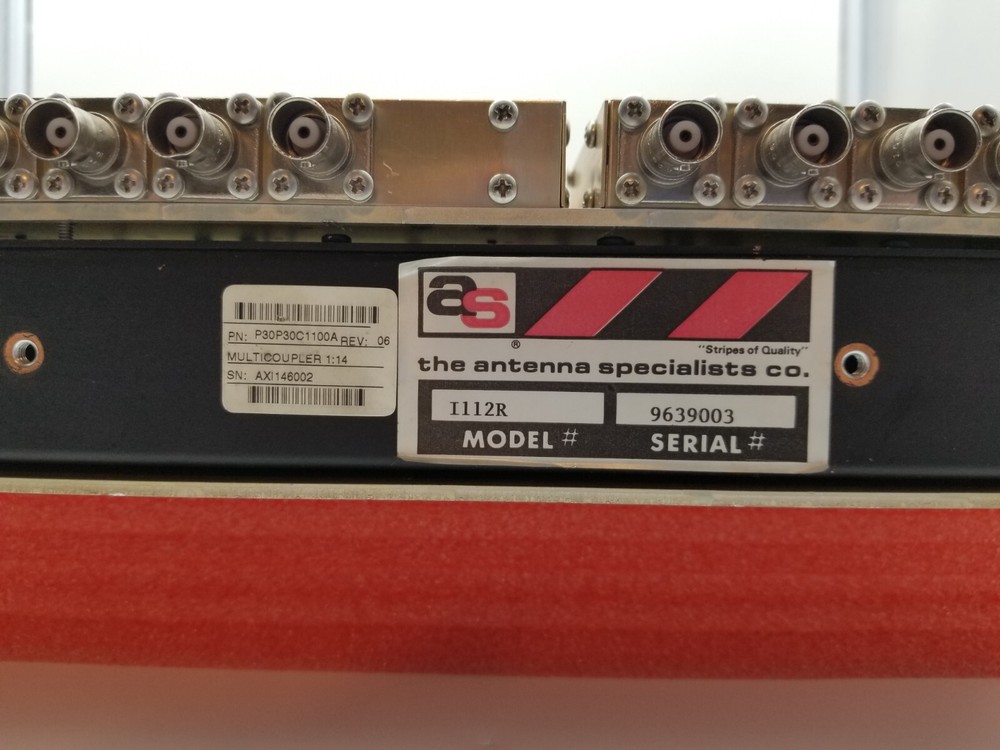 PN: P30P30C1100A REV: 06
MULTICOUPLER 1:14
SN: AXI146002
as
®
"Stripes of Quality"
the antenna specialists co.
I112R
9639003
MODEL #
SERIAL #